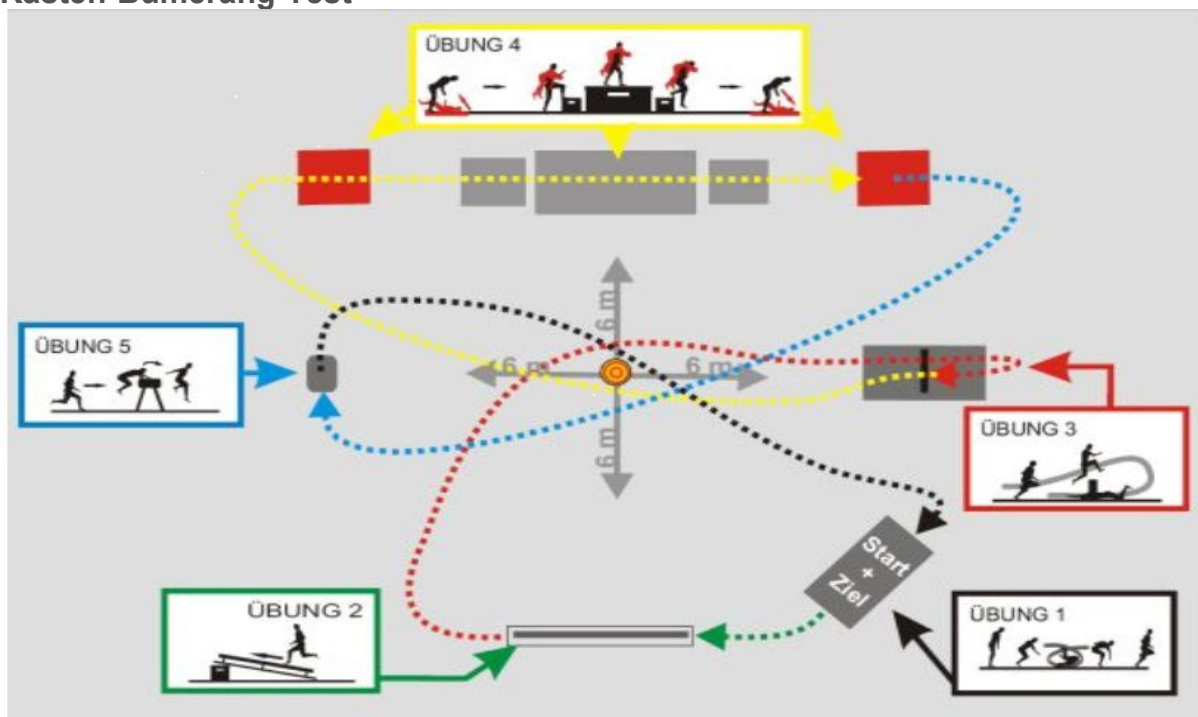 Kasten-Bumerang-Test
ÜBUNG 4
6 m
ÜBUNG 5
6 m
6 m
ÜBUNG 3
6 m
Start
+
Ziel
ÜBUNG 2
ÜBUNG 1